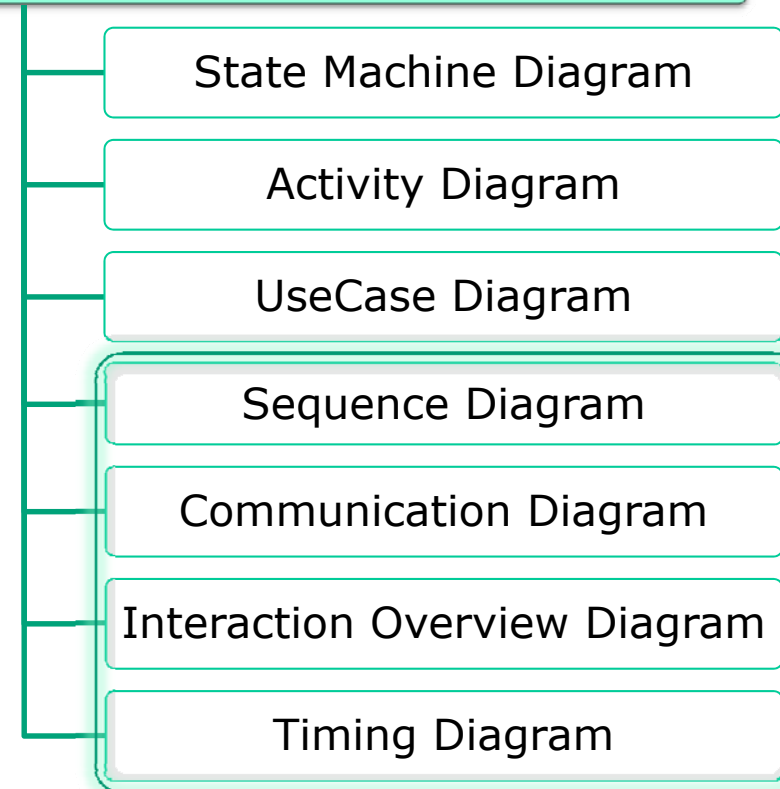 State Machine Diagram
Activity Diagram
UseCase Diagram
Sequence Diagram
Communication Diagram
Interaction Overview Diagram
Timing Diagram